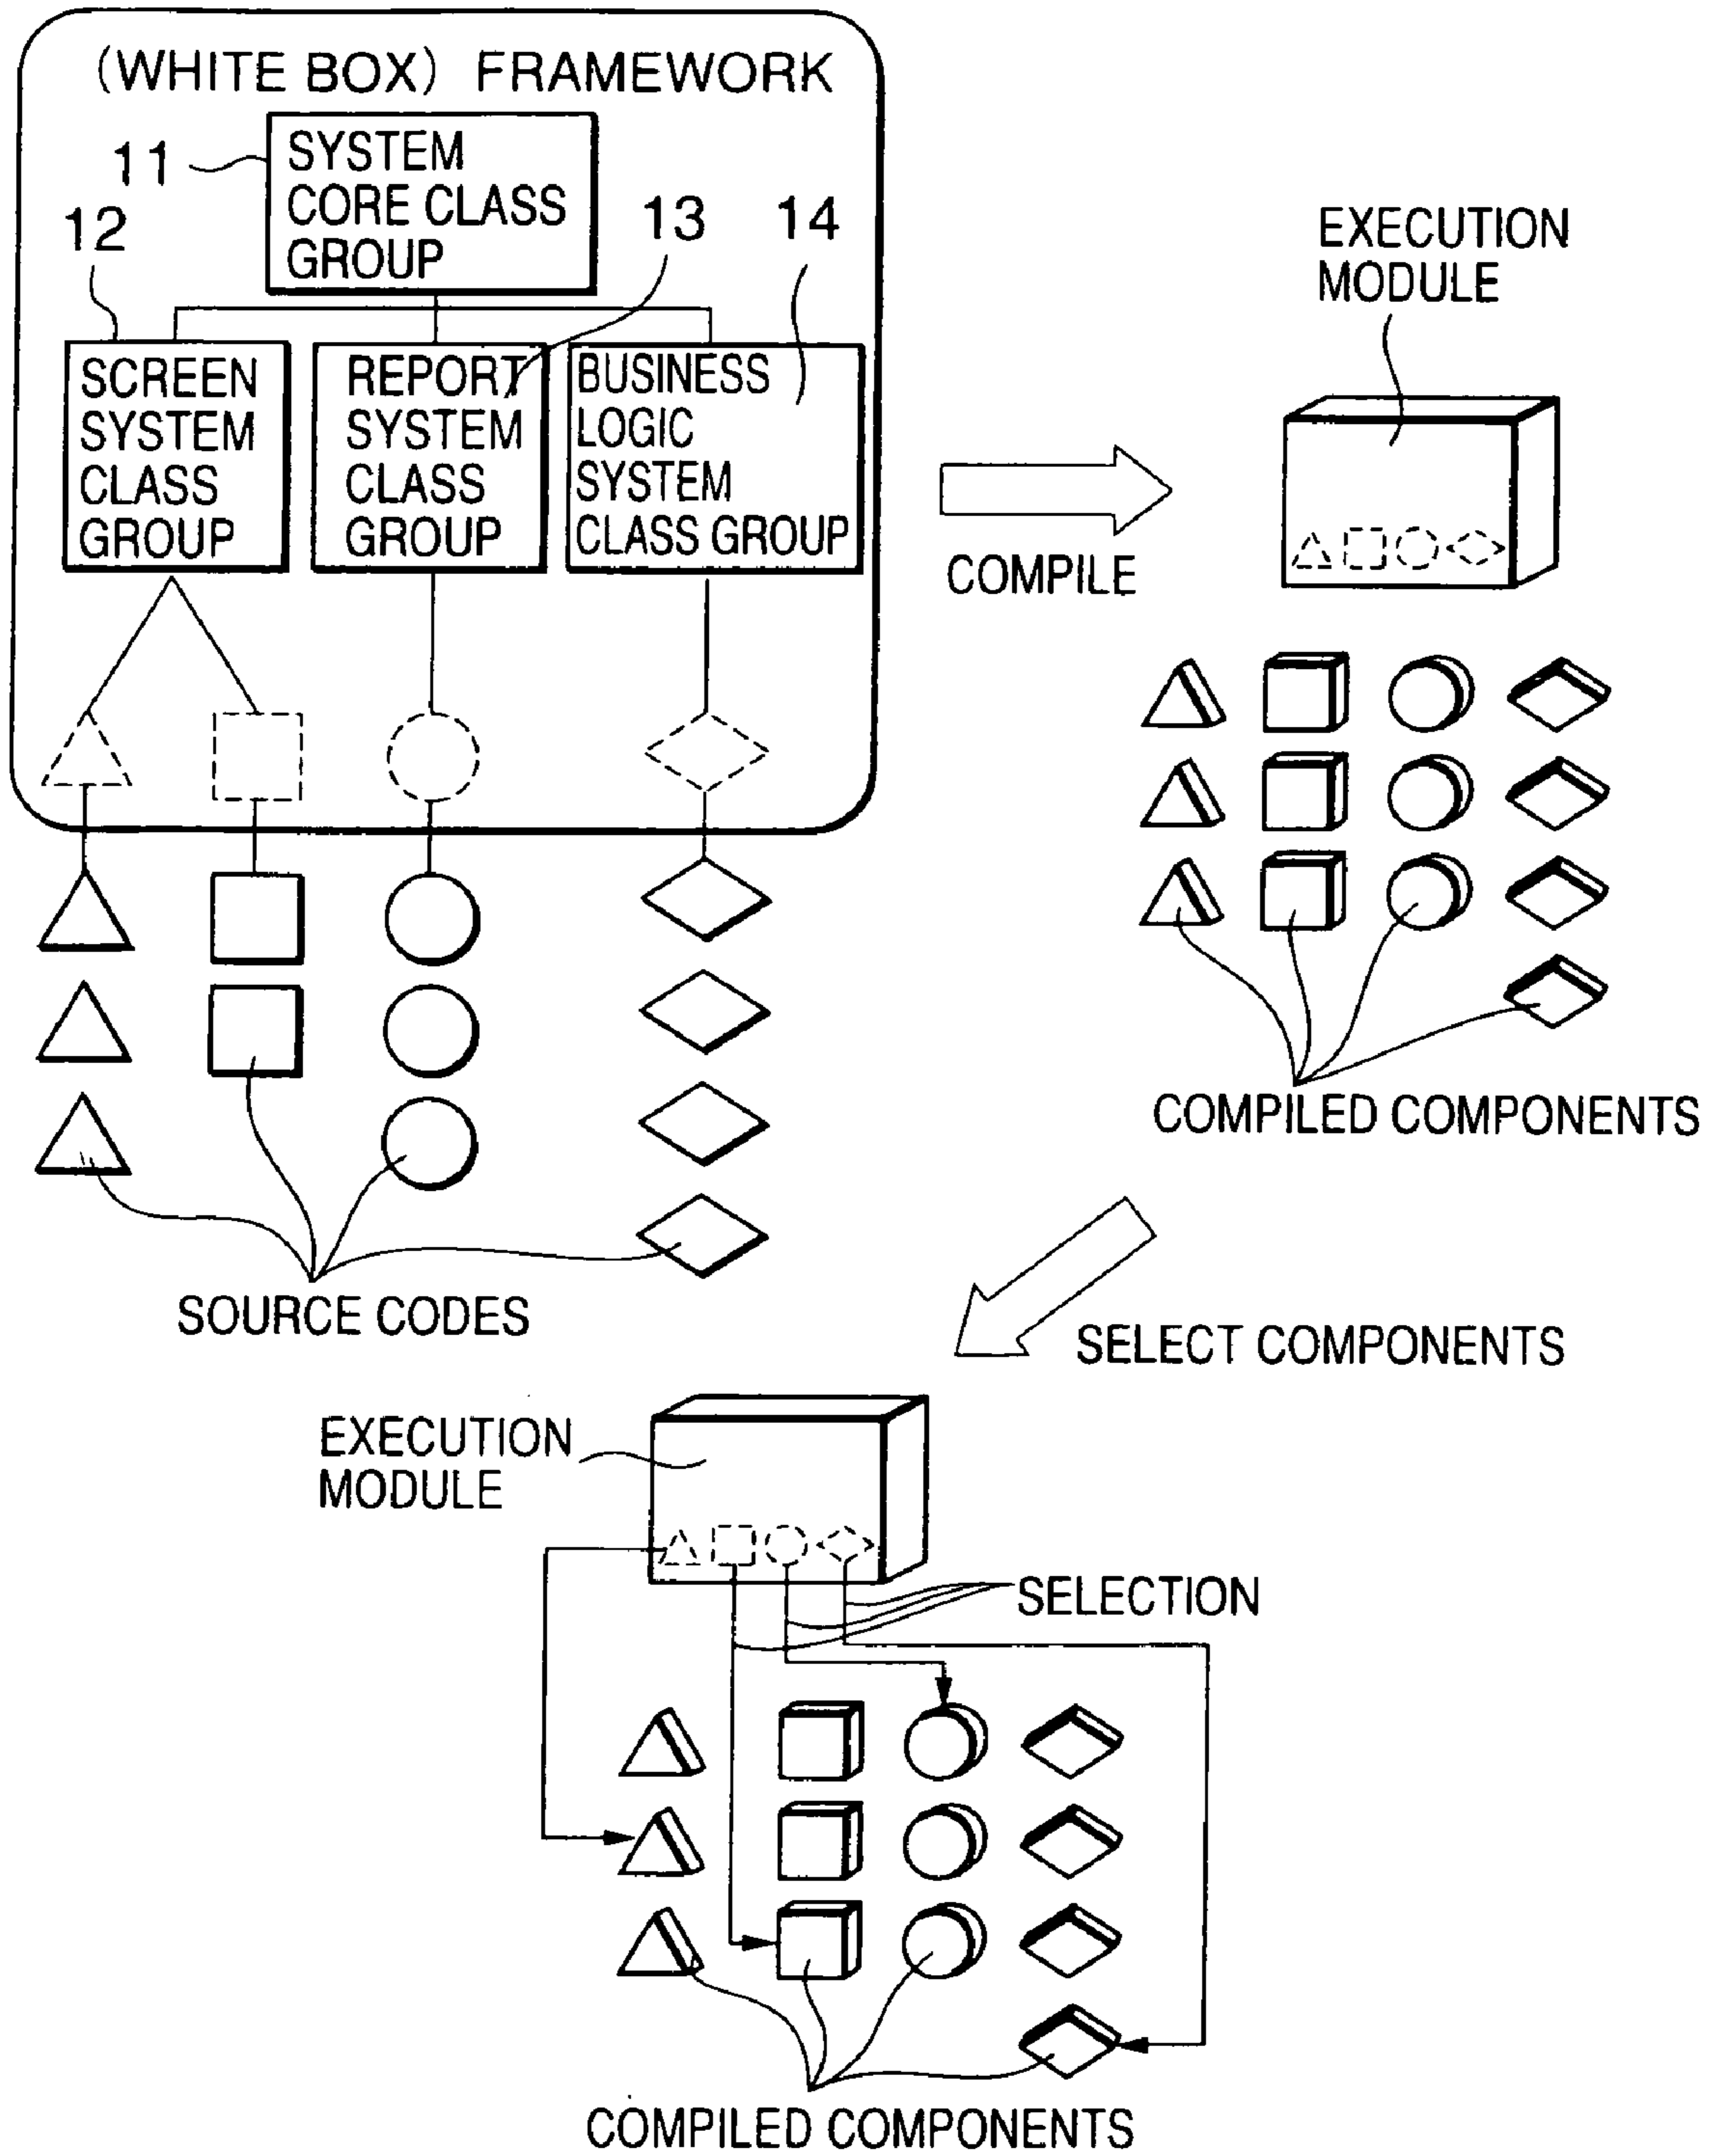 (WHITE BOX) FRAMEWORK
11
SYSTEM
CORE CLASS
GROUP
12
13
14
SCREEN
SYSTEM
CLASS
GROUP
REPORT
SYSTEM
CLASS
GROUP
BUSINESS
LOGIC
SYSTEM
CLASS GROUP
COMPILE
EXECUTION
MODULE
COMPILED COMPONENTS
SOURCE CODES
SELECT COMPONENTS
EXECUTION
MODULE
SELECTION
COMPILED COMPONENTS